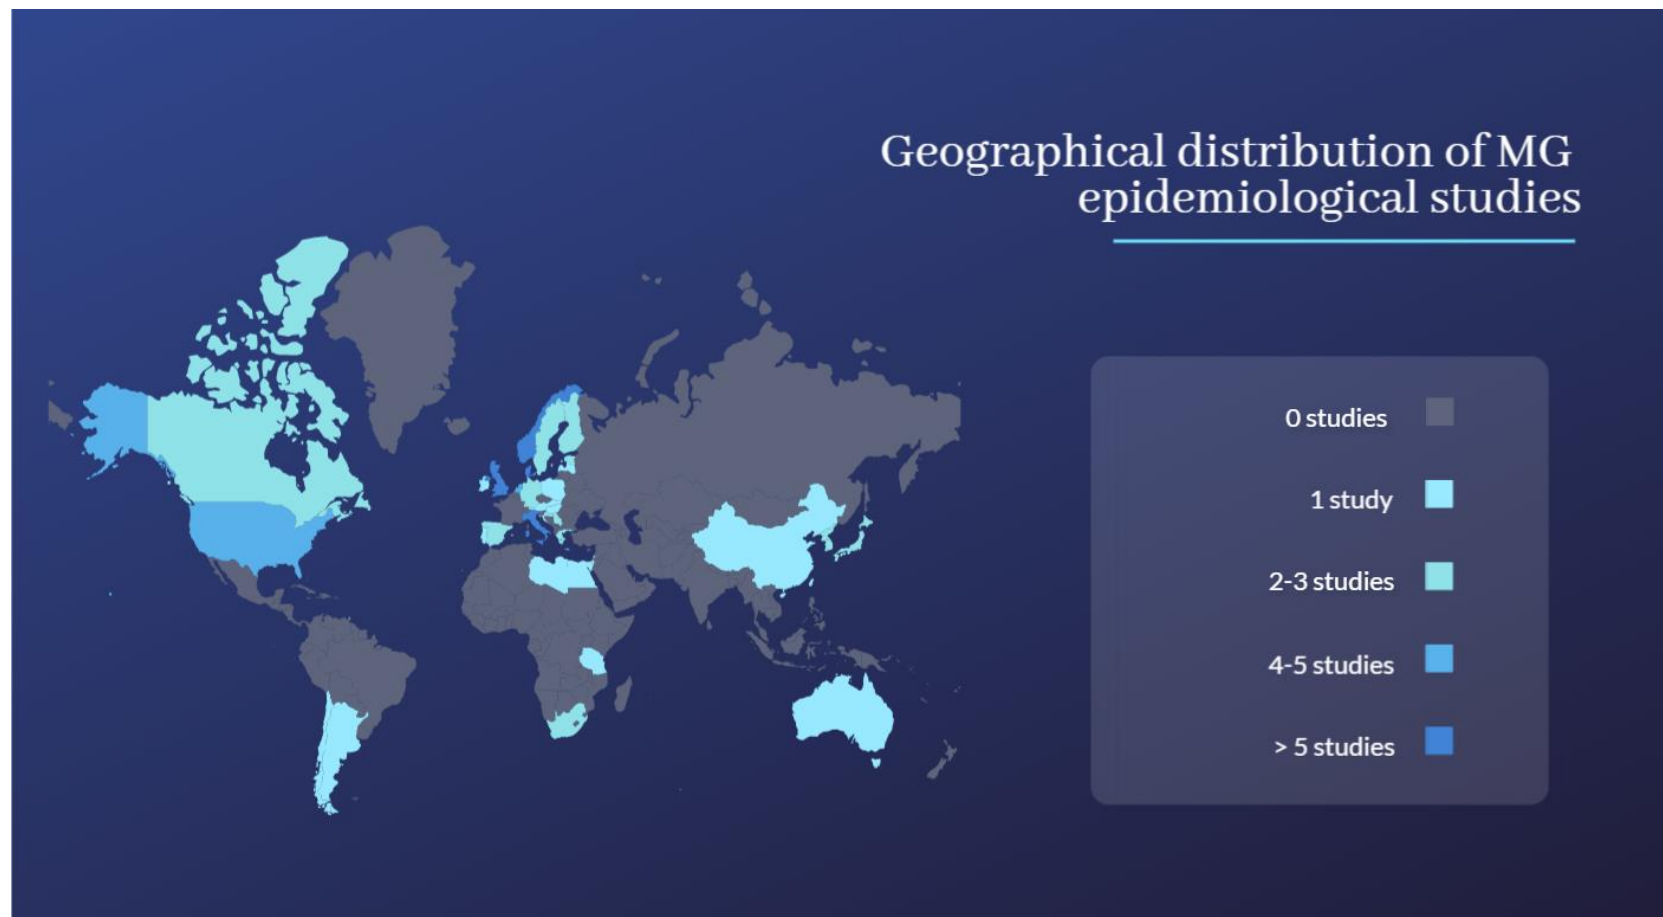 Geographical distribution of MG
epidemiological studies
0 studies
1 study
2-3 studies
4-5 studies
> 5 studies